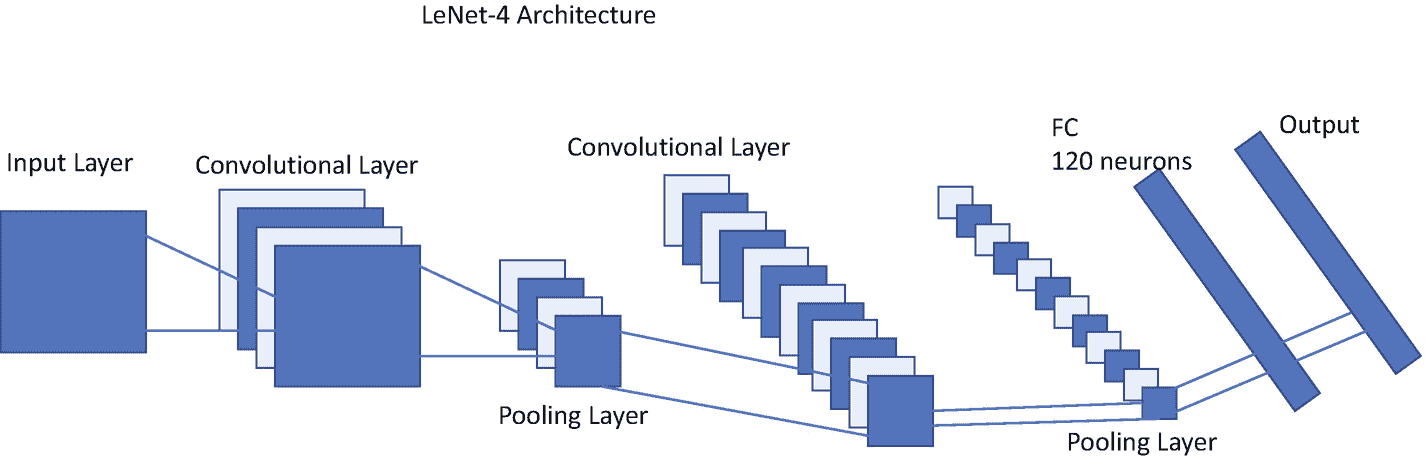 LeNet-4 Architecture
Input Layer
Convolutional Layer
Pooling Layer
Convolutional Layer
Pooling Layer
FC
120 neurons
Output